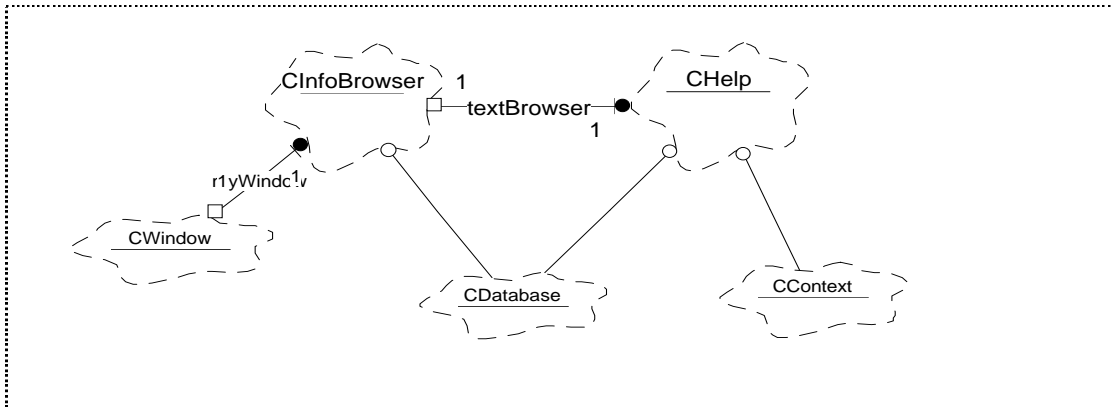 CInfoBrowser
1
CHelp
textBrowser
1
1
CWindow
CDatabase
CContext